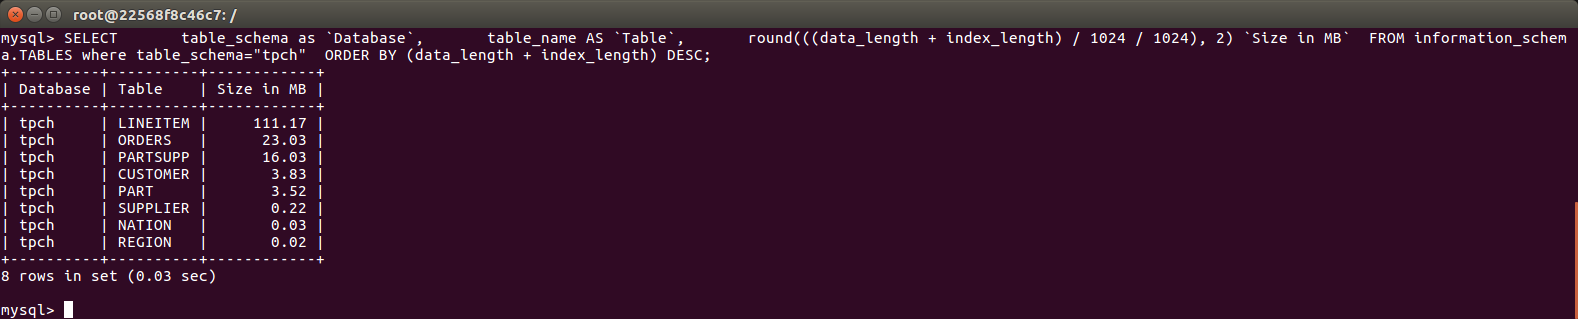 root@22568f8c46c7: /
mysql> SELECT       table_schema as `Database`,       table_name AS `Table`,       round(((data_length + index_length) / 1024 / 1024), 2) `Size in MB`  FROM information_schem
a.TABLES where table_schema="tpch"  ORDER BY (data_length + index_length) DESC;
+----------+----------+------------+
| Database | Table    | Size in MB |
+----------+----------+------------+
| tpch     | LINEITEM |     111.17 |
| tpch     | ORDERS   |      23.03 |
| tpch     | PARTSUPP |      16.03 |
| tpch     | CUSTOMER |       3.83 |
| tpch     | PART     |       3.52 |
| tpch     | SUPPLIER |       0.22 |
| tpch     | NATION   |       0.03 |
| tpch     | REGION   |       0.02 |
+----------+----------+------------+
8 rows in set (0.03 sec)
mysql>